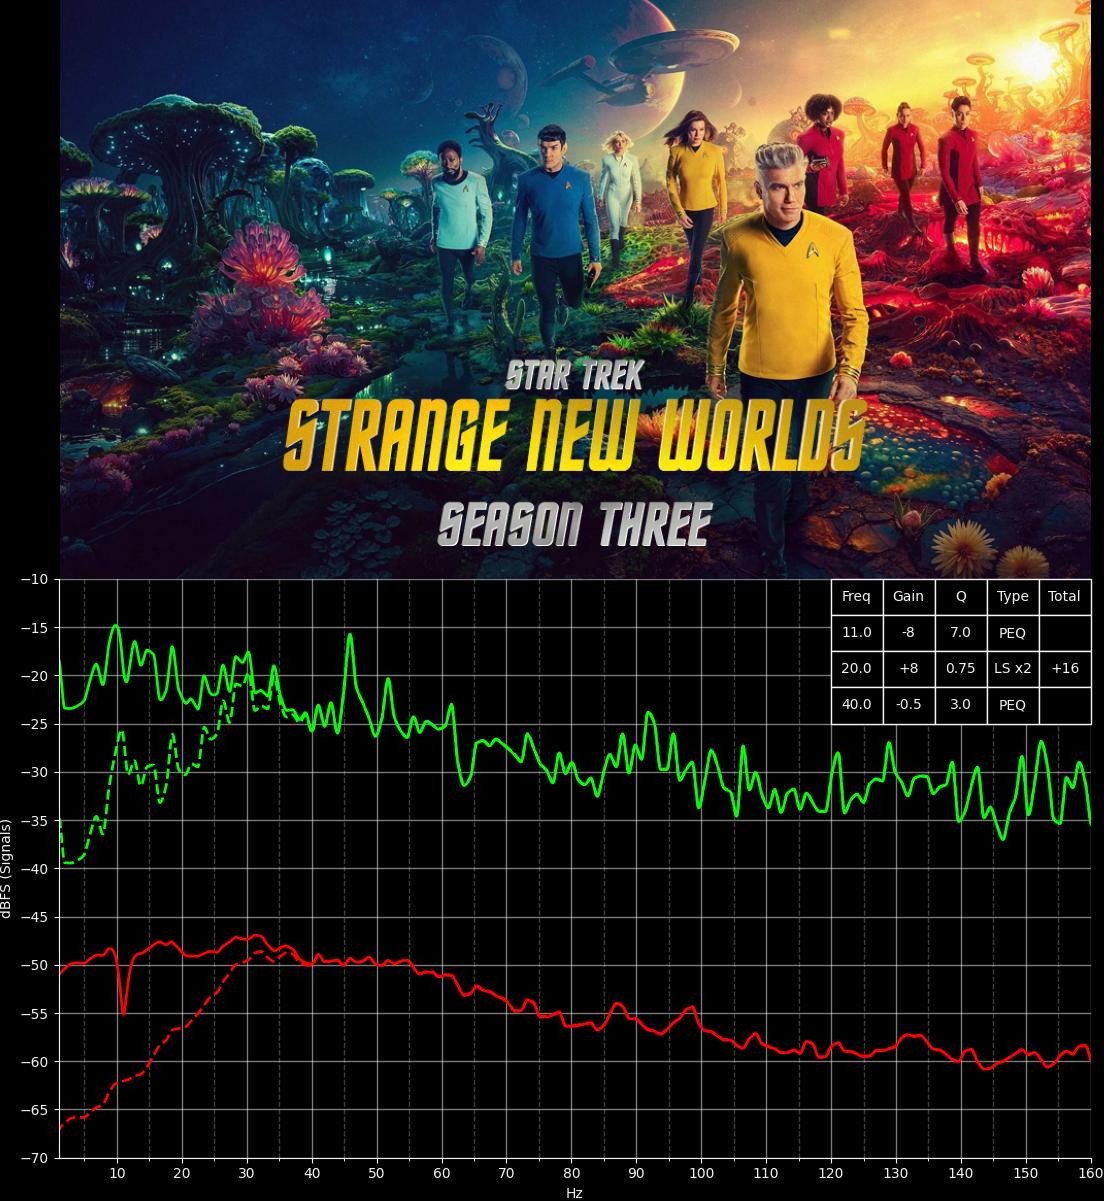 STAR TREK
STRANGE NEW WORLDS
SEASON THREE
Freq Gain Q Type Total
11.0 -8 7.0 PEQ
20.0 +8 0.75 LS x2 +16
40.0 -0.5 3.0 PEQ
−10
−15
−20
−25
−30
−35
−40
−45
−50
−55
−60
−65
−70
dBFS (Signals)
10 20 30 40 50 60 70 80 90 100 110 120 130 140 150 160
Hz